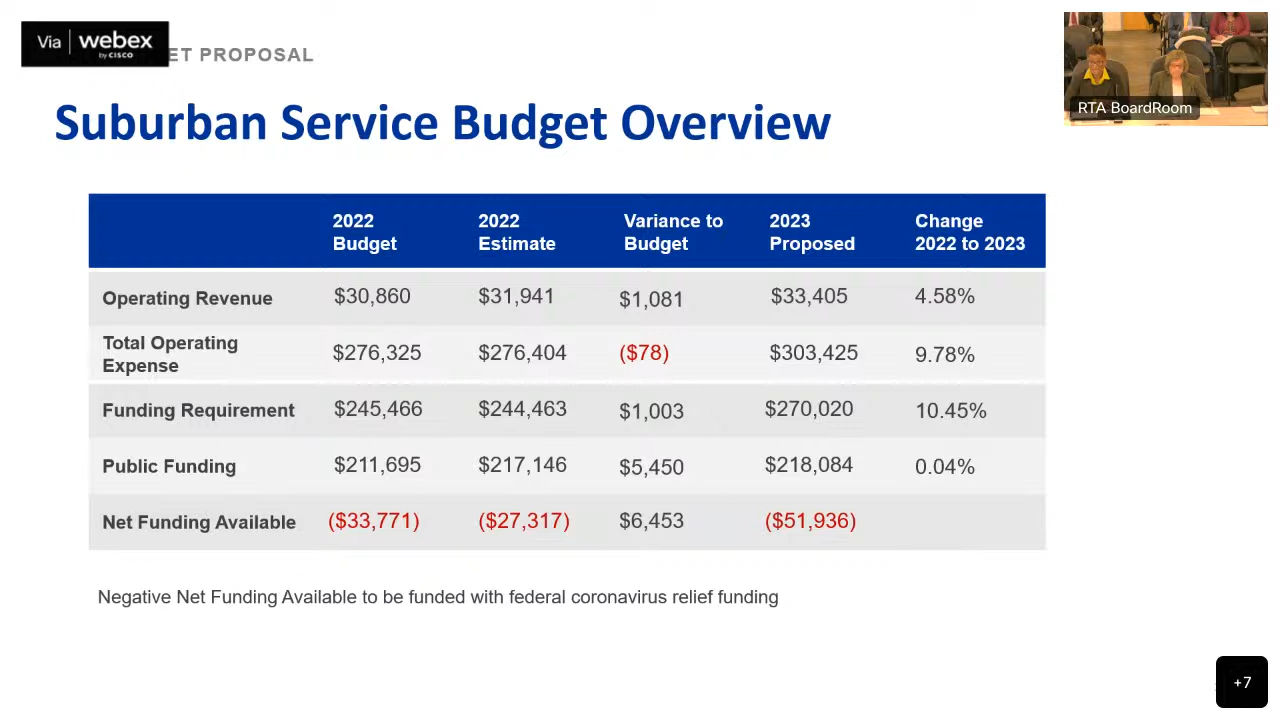 Via webex
by CISCO
ET PROPOSAL
RTA BoardRoom
Suburban Service Budget Overview
2022 Budget 2022 Estimate Variance to Budget 2023 Proposed Change 2022 to 2023
Operating Revenue $30,860 $31,941 $1,081 $33,405 4.58%
Total Operating Expense $276,325 $276,404 ($78) $303,425 9.78%
Funding Requirement $245,466 $244,463 $1,003 $270,020 10.45%
Public Funding $211,695 $217,146 $5,450 $218,084 0.04%
Net Funding Available ($33,771) ($27,317) $6,453 ($51,936)
Negative Net Funding Available to be funded with federal coronavirus relief funding
+7